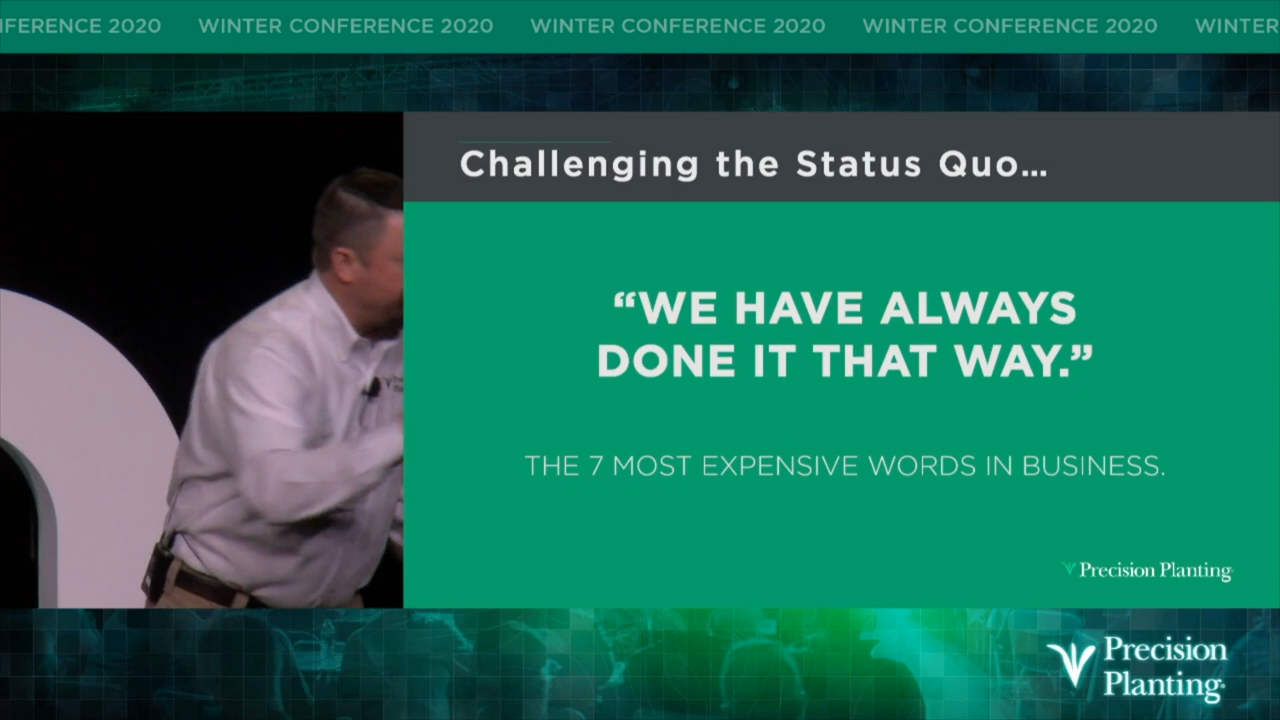 FERENCE 2020 WINTER CONFERENCE 2020 WINTER CONFERENCE 2020 WINTER CONFERENCE 2020 WINTER
Challenging the Status Quo...
“WE HAVE ALWAYS
DONE IT THAT WAY.”
THE 7 MOST EXPENSIVE WORDS IN BUSINESS.
Precision Planting
Precision
Planting